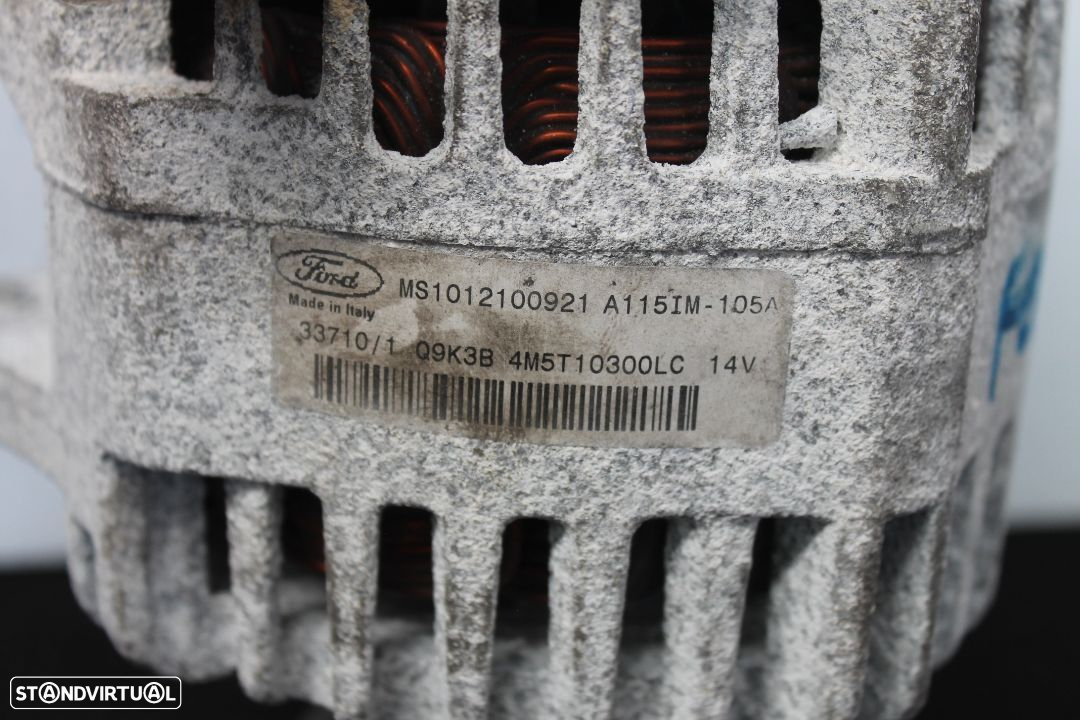 Ford
MS1012100921 A115IM-105A
Made in Italy
33710/1 Q9K3B 4M5T10300LC 14V
STANDVIRTUAL